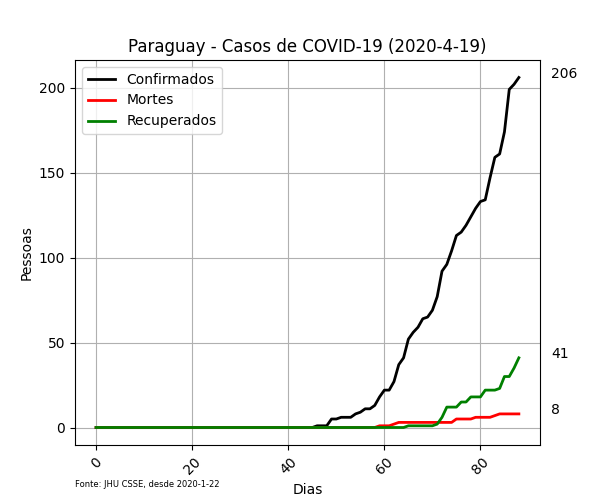 Paraguay - Casos de COVID-19 (2020-4-19)
Confirmados
Mortes
Recuperados
206
41
8
Pessoas
200
150
100
50
0
0
20
40
60
80
Dias
Fonte: JHU CSSE, desde 2020-1-22